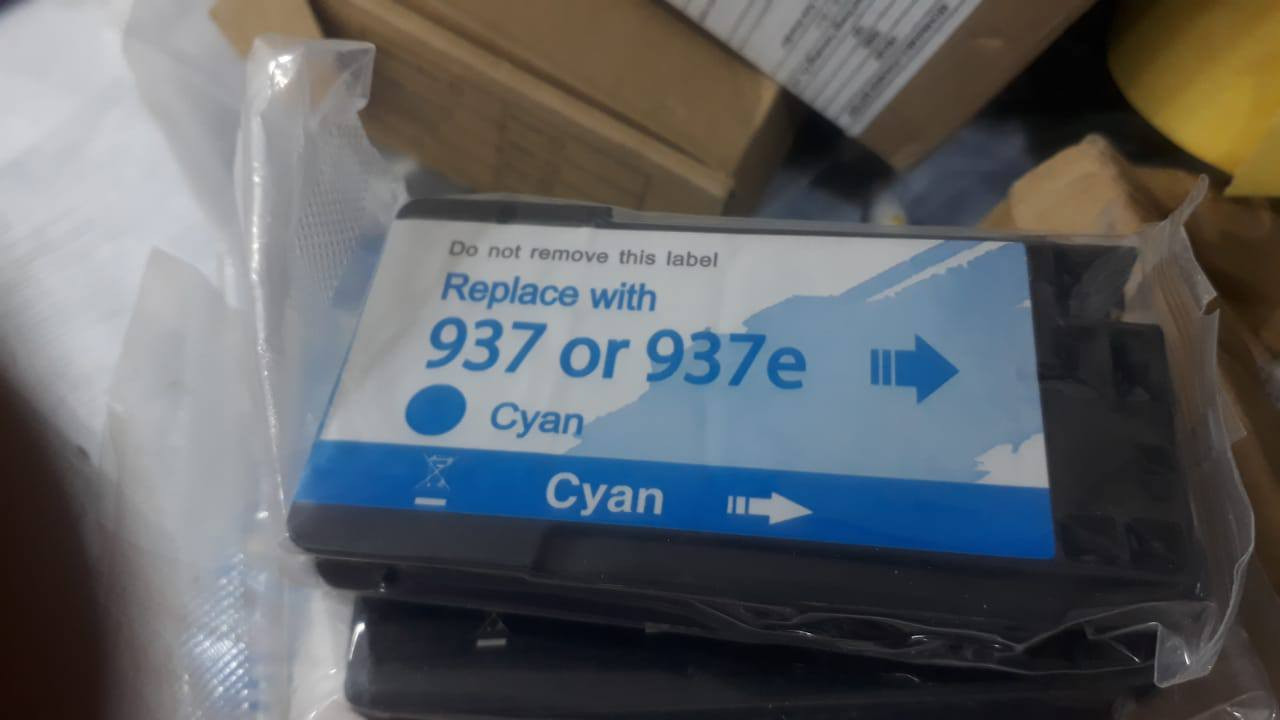 Do not remove this label
Replace with
937 or 937e
Cyan
Cyan